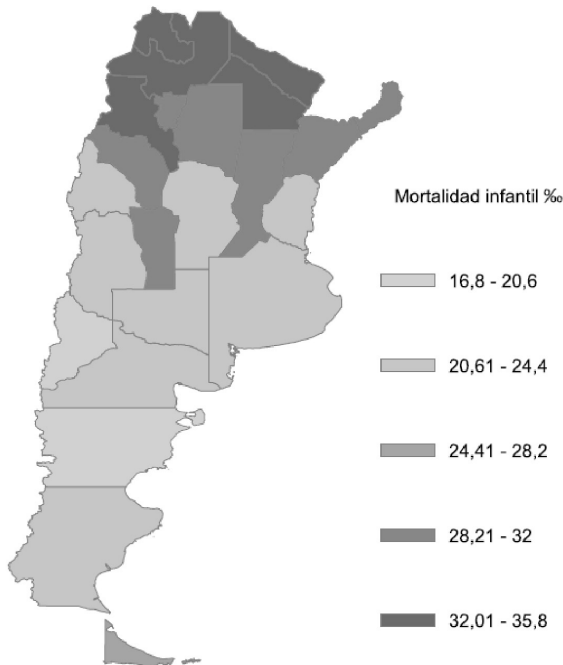 Mortalidad infantil ‰
16,8 - 20,6
20,61 - 24,4
24,41 - 28,2
28,21 - 32
32,01 - 35,8